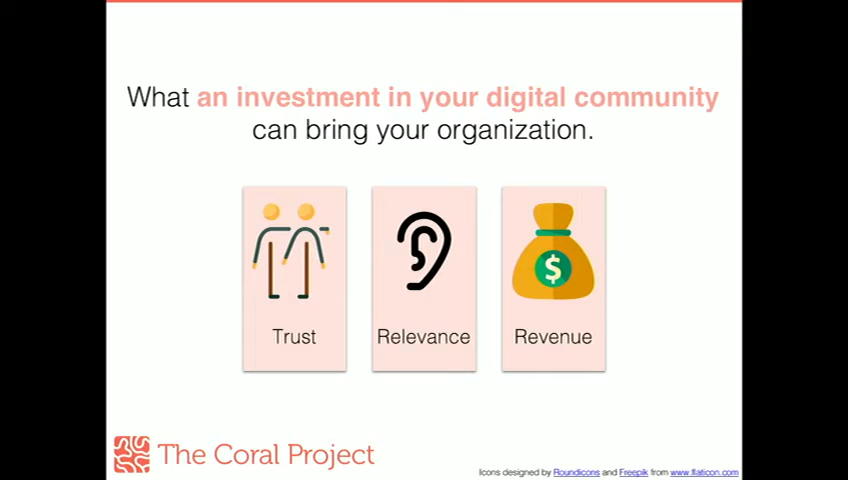 What an investment in your digital community
can bring your organization.
$
Trust
Relevance
Revenue
The Coral Project
Icons designed by Roundicons and Freepik from www.flaticon.com